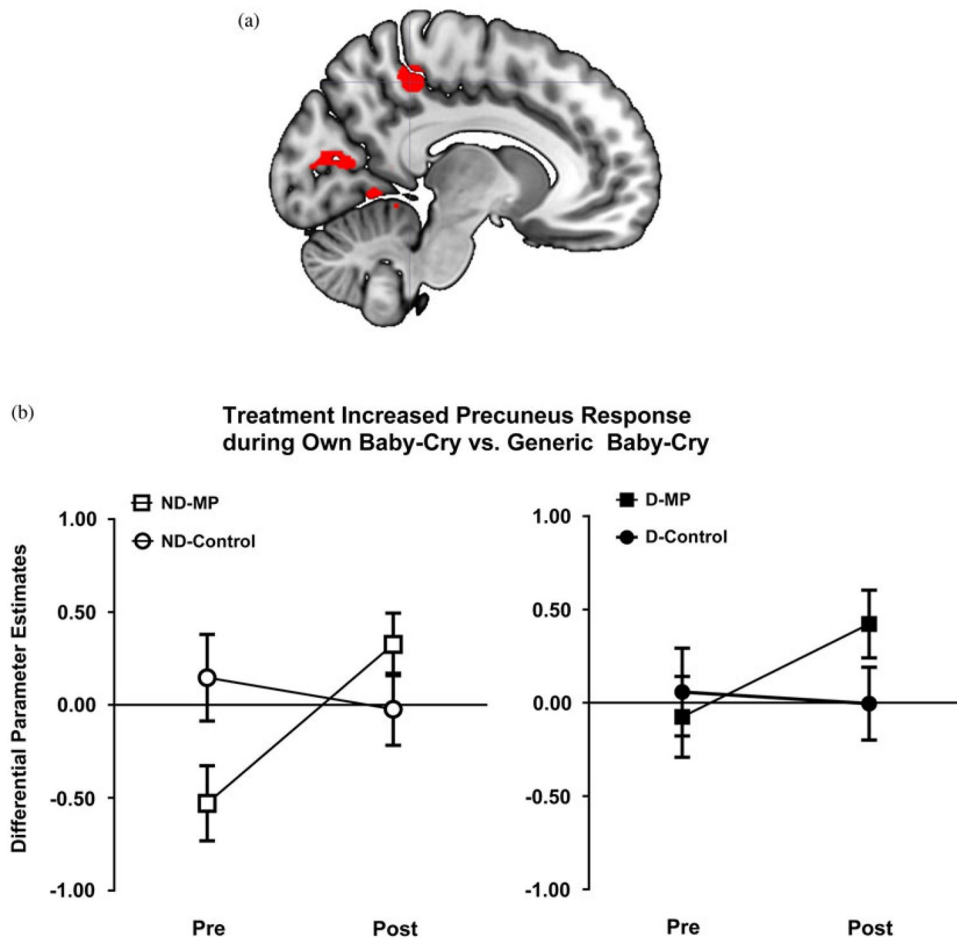 (a)
(b)
Treatment Increased Precuneus Response
during Own Baby-Cry vs. Generic Baby-Cry
Differential Parameter Estimates
ND-MP
ND-Control
1.00
0.50
0.00
-0.50
-1.00
Pre Post
D-MP
D-Control
1.00
0.50
0.00
-0.50
-1.00
Pre Post